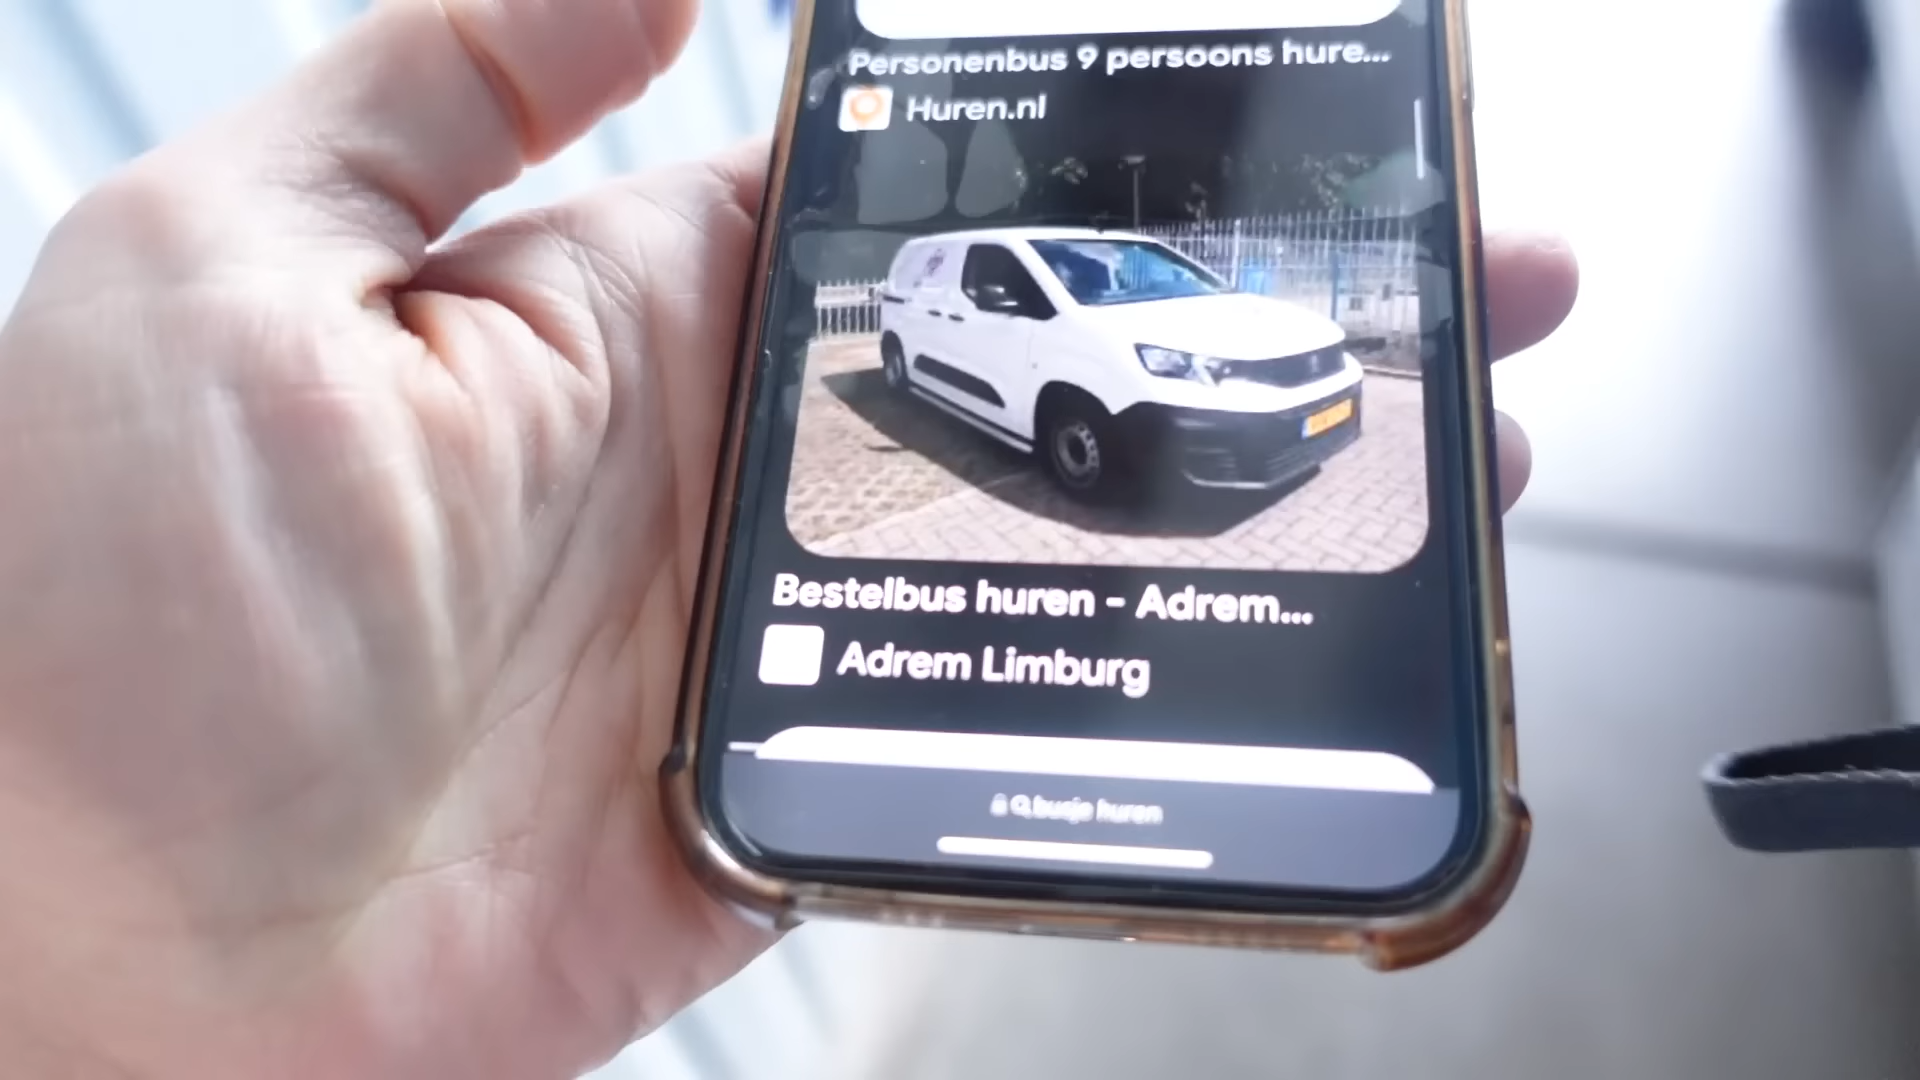 Personenbus 9 persoons hure...
Huren.nl
Bestelbus huren - Adrem...
Adrem Limburg
busje huren